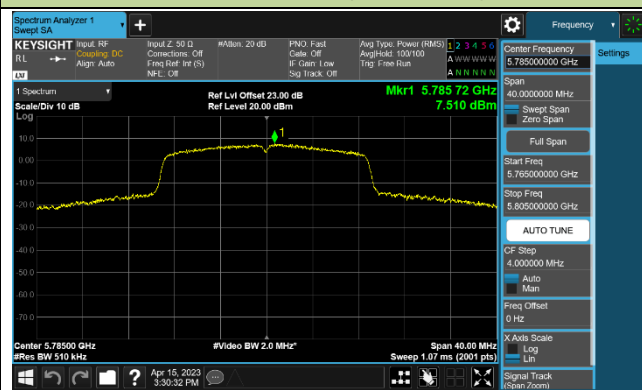 Spectrum Analyzer 1
Swept SA
Frequency
KEYSIGHT
R L
LXI
Input: RF
Coupling: DC
Align: Auto
Input Z: 50 Ω
Corrections: Off
Freq Ref: Int (S)
NFE: Off
#Atten: 20 dB
PNO: Fast
Gate: Off
IF Gain: Low
Sig Track: Off
Avg Type: Power (RMS)
Avg|Hold: 100/100
Trig: Free Run
1 2 3 4 5 6
A W W W W W
A N N N N N
Center Frequency
5.785000000 GHz
Settings
Span
40.0000000 MHz
Swept Span
Zero Span
Full Span
Start Freq
5.765000000 GHz
Stop Freq
5.805000000 GHz
AUTO TUNE
CF Step
4.000000 MHz
Auto
Man
Freq Offset
0 Hz
X Axis Scale
Log
Lin
Signal Track
(Span Zoom)
1 Spectrum
Scale/Div 10 dB
Log
Ref Lvl Offset 23.00 dB
Ref Level 20.00 dBm
Mkr1 5.785 72 GHz
7.510 dBm
1
10.0
0.00
-10.0
-20.0
-30.0
-40.0
-50.0
-60.0
-70.0
Center 5.78500 GHz
#Res BW 510 kHz
#Video BW 2.0 MHz*
Span 40.00 MHz
Sweep 1.07 ms (2001 pts)
Apr 15, 2023
3:30:32 PM